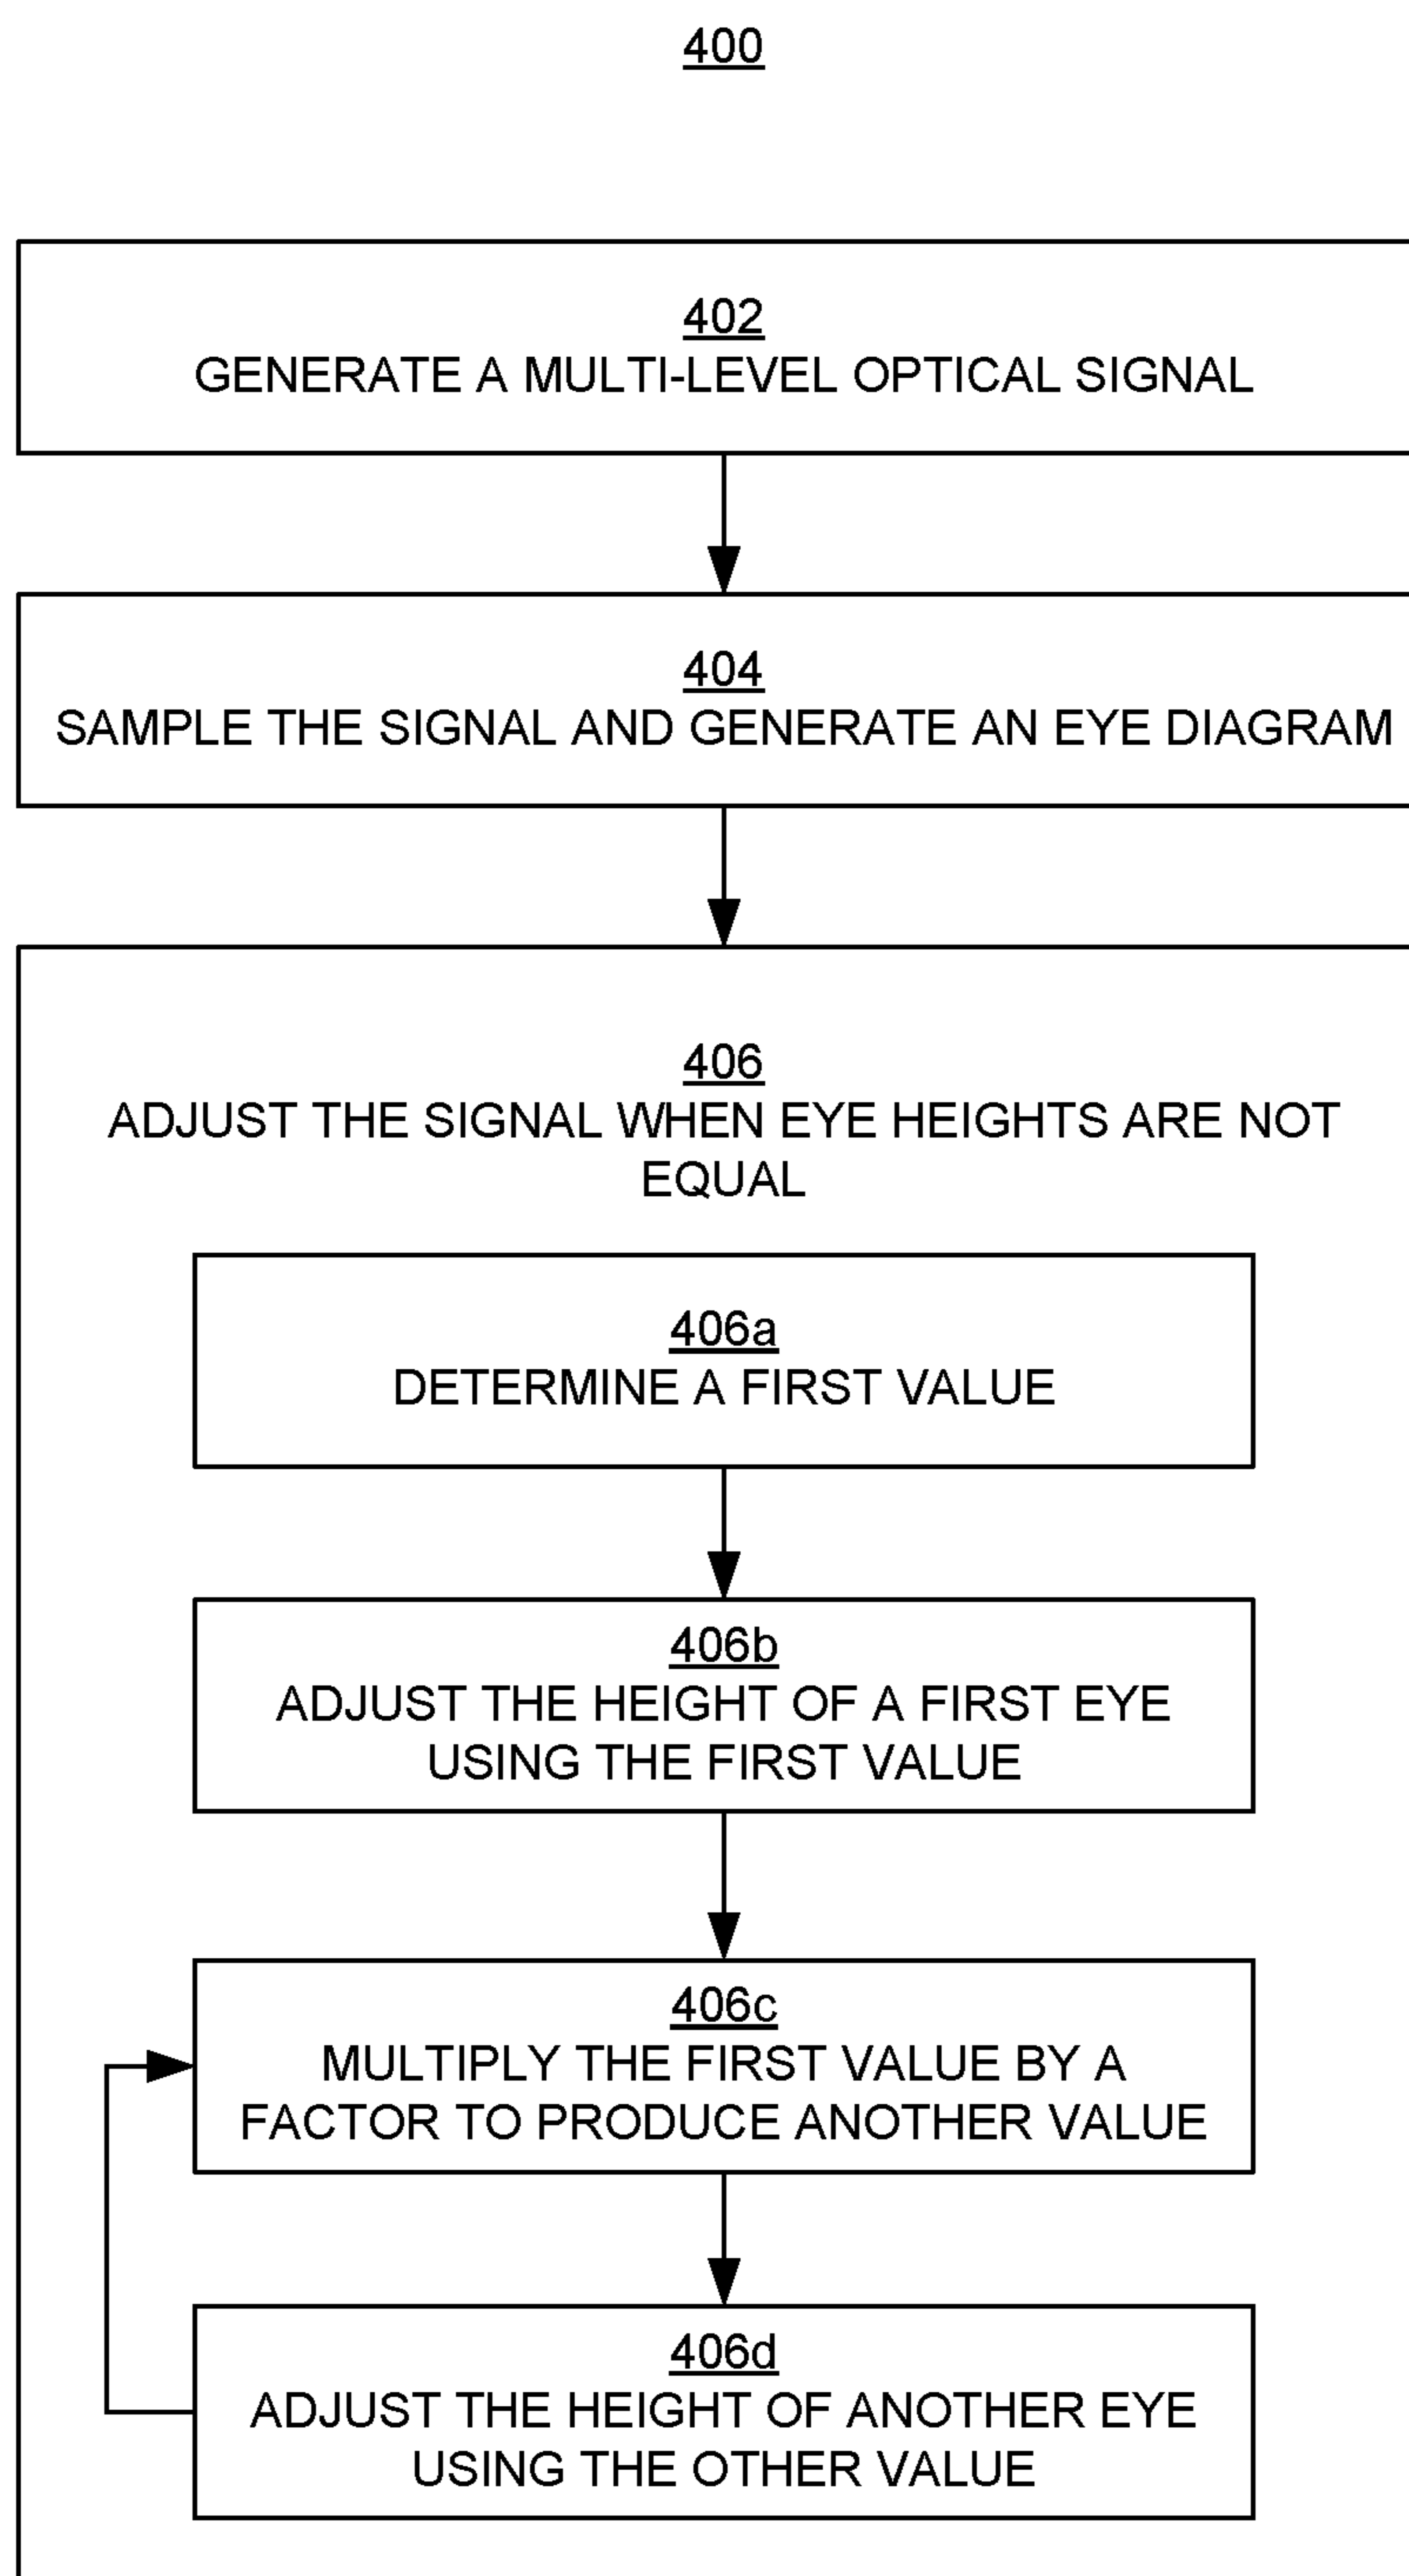 400
402
GENERATE A MULTI-LEVEL OPTICAL SIGNAL
404
SAMPLE THE SIGNAL AND GENERATE AN EYE DIAGRAM
406
ADJUST THE SIGNAL WHEN EYE HEIGHTS ARE NOT
EQUAL
406a
DETERMINE A FIRST VALUE
406b
ADJUST THE HEIGHT OF A FIRST EYE
USING THE FIRST VALUE
406c
MULTIPLY THE FIRST VALUE BY A
FACTOR TO PRODUCE ANOTHER VALUE
406d
ADJUST THE HEIGHT OF ANOTHER EYE
USING THE OTHER VALUE